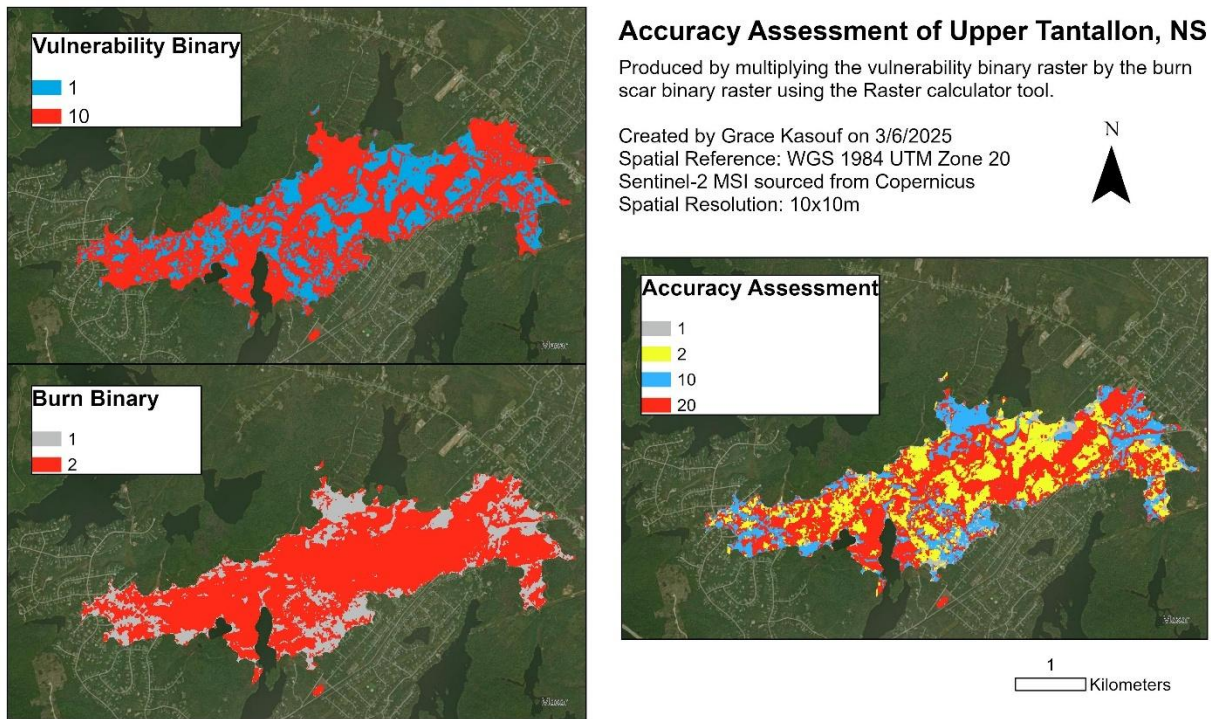 Vulnerability Binary
1
10
Maxar
Burn Binary
1
2
Maxar
Accuracy Assessment of Upper Tantallon, NS
Produced by multiplying the vulnerability binary raster by the burn
scar binary raster using the Raster calculator tool.
Created by Grace Kasouf on 3/6/2025
Spatial Reference: WGS 1984 UTM Zone 20
Sentinel-2 MSI sourced from Copernicus
Spatial Resolution: 10x10m
N
Accuracy Assessment
1
2
10
20
Maxar
1
Kilometers